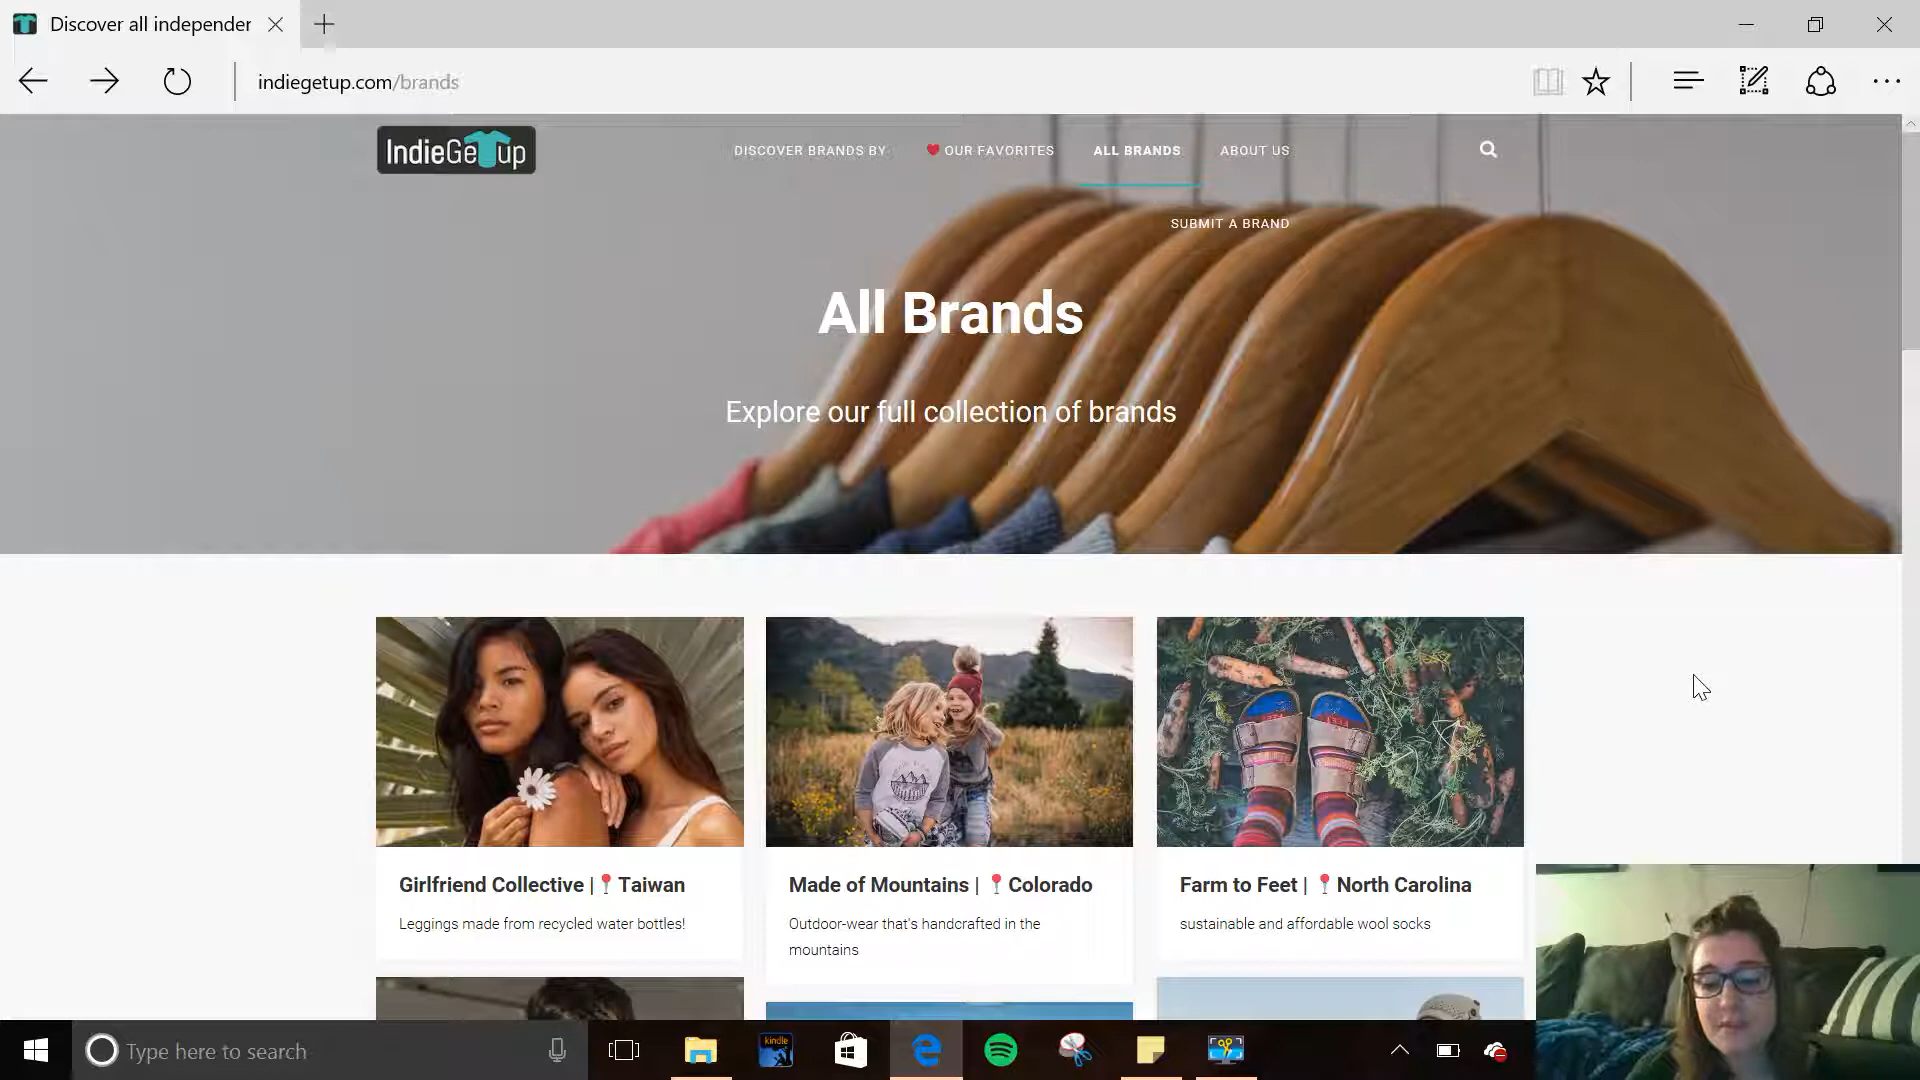 Discover all independer
indiegetup.com/brands
IndieGetup
DISCOVER BRANDS BY
OUR FAVORITES
ALL BRANDS
ABOUT US
SUBMIT A BRAND
All Brands
Explore our full collection of brands
Girlfriend Collective | Taiwan
Leggings made from recycled water bottles!
Made of Mountains | Colorado
Outdoor-wear that's handcrafted in the
mountains
Farm to Feet | North Carolina
sustainable and affordable wool socks
Type here to search
kindle